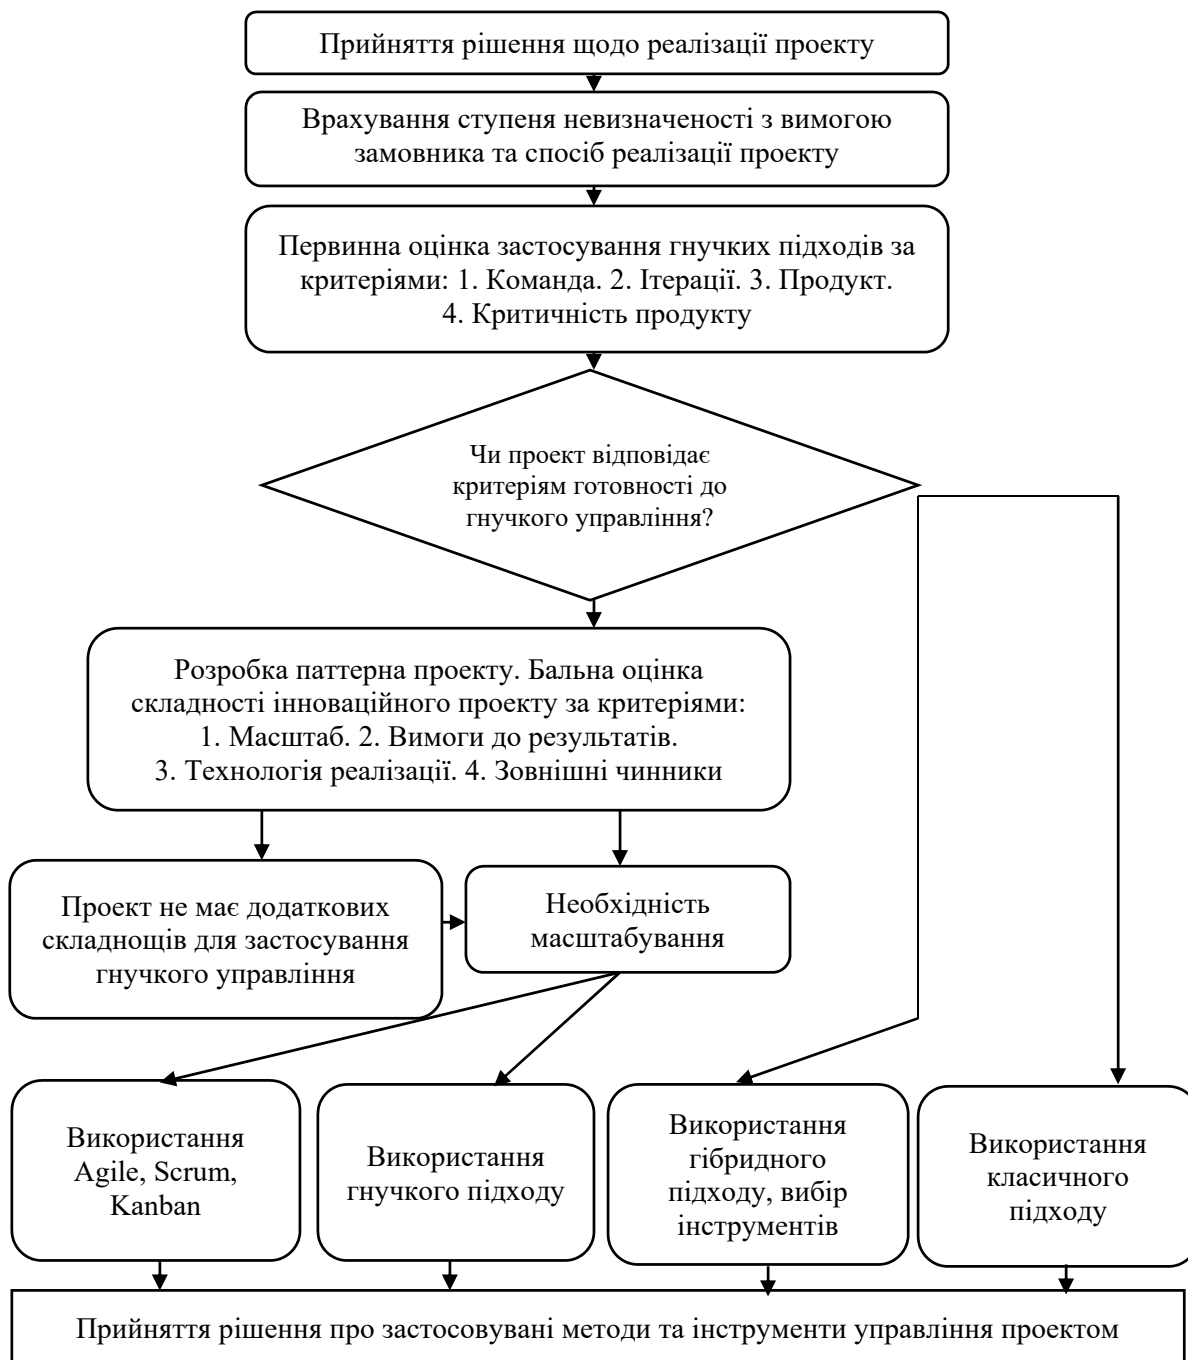 Прийняття рішення щодо реалізації проекту
Врахування ступеня невизначеності з вимогою
замовника та спосіб реалізації проекту
Первинна оцінка застосування гнучких підходів за
критеріями: 1. Команда. 2. Ітерації. 3. Продукт.
4. Критичність продукту
Чи проект відповідає
критеріям готовності до
гнучкого управління?
Розробка паттерна проекту. Бальна оцінка
складності інноваційного проекту за критеріями:
1. Масштаб. 2. Вимоги до результатів.
3. Технологія реалізації. 4. Зовнішні чинники
Проект не має додаткових
складнощів для застосування
гнучкого управління
Необхідність
масштабування
Використання
Agile, Scrum,
Kanban
Використання
гнучкого підходу
Використання
гібридного
підходу, вибір
інструментів
Використання
класичного
підходу
Прийняття рішення про застосовувані методи та інструменти управління проектом